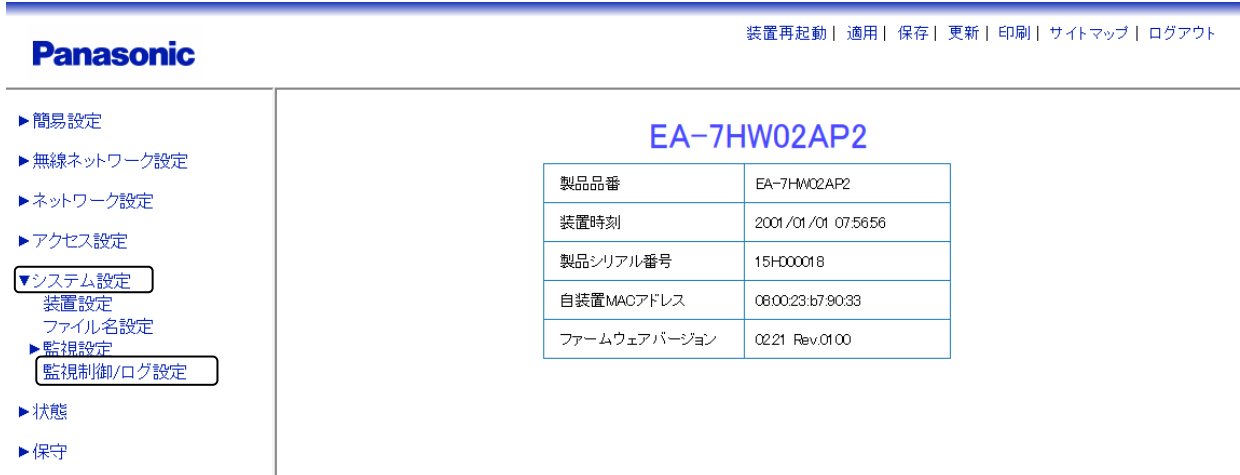 装置再起動| 適用| 保存| 更新| 印刷| サイトマップ| ログアウト
Panasonic
▶簡易設定
▶無線ネットワーク設定
▶ネットワーク設定
▶アクセス設定
▼システム設定
装置設定
ファイル名設定
▶監視設定
監視制御/ログ設定
▶状態
▶保守
EA-7HW02AP2
製品品番 EA-7HW02AP2
装置時刻 2001/01/01 07:56:56
製品シリアル番号 15H000018
自装置MACアドレス 08:00:23:b7:90:33
ファームウェアバージョン 02.21 Rev.01.00